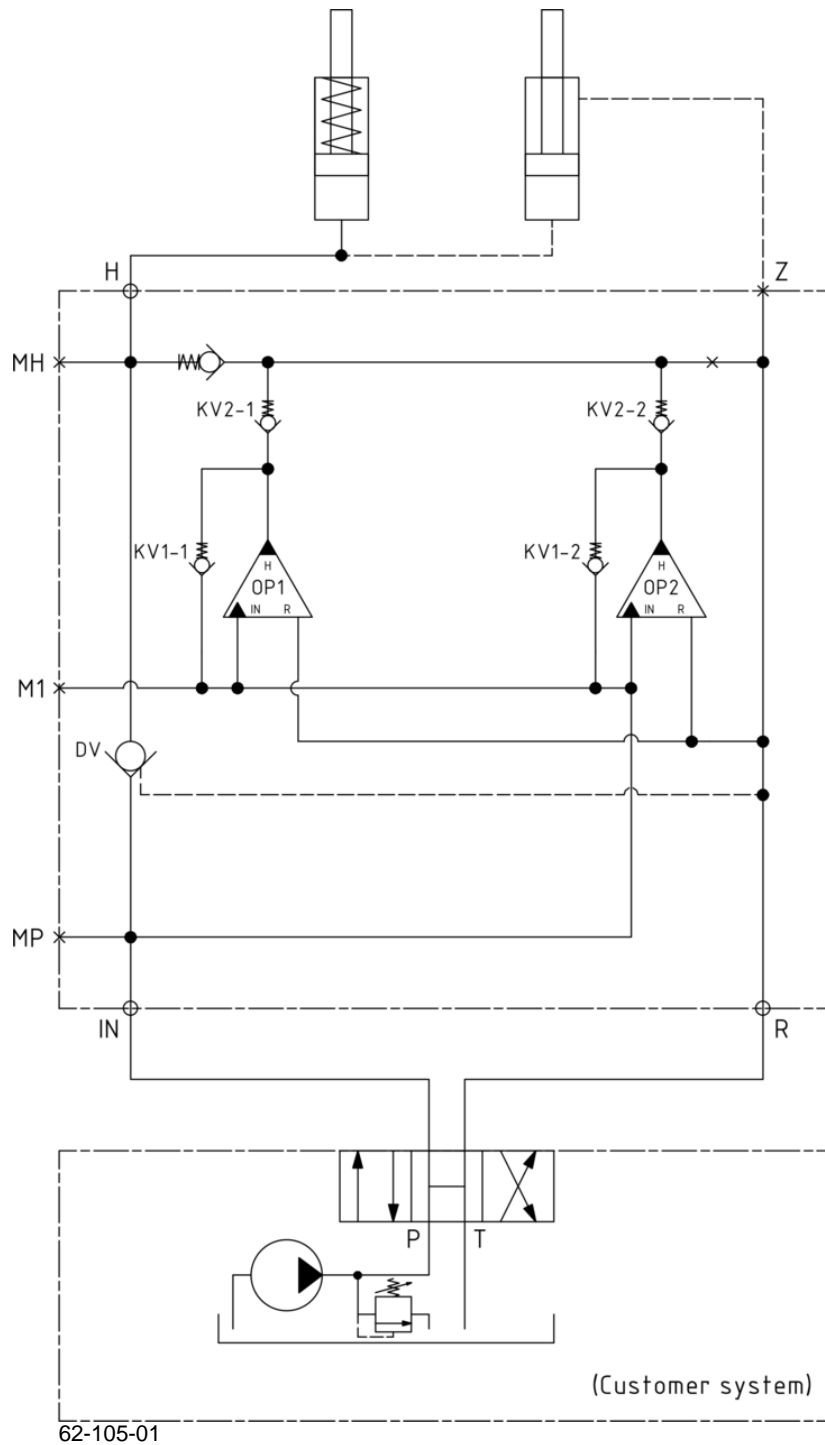 H
Z
MH
KV2-1
KV2-2
KV1-1
H
OP1
IN R
KV1-2
H
OP2
IN R
M1
DV
MP
IN
R
P T
(Customer system)
62-105-01